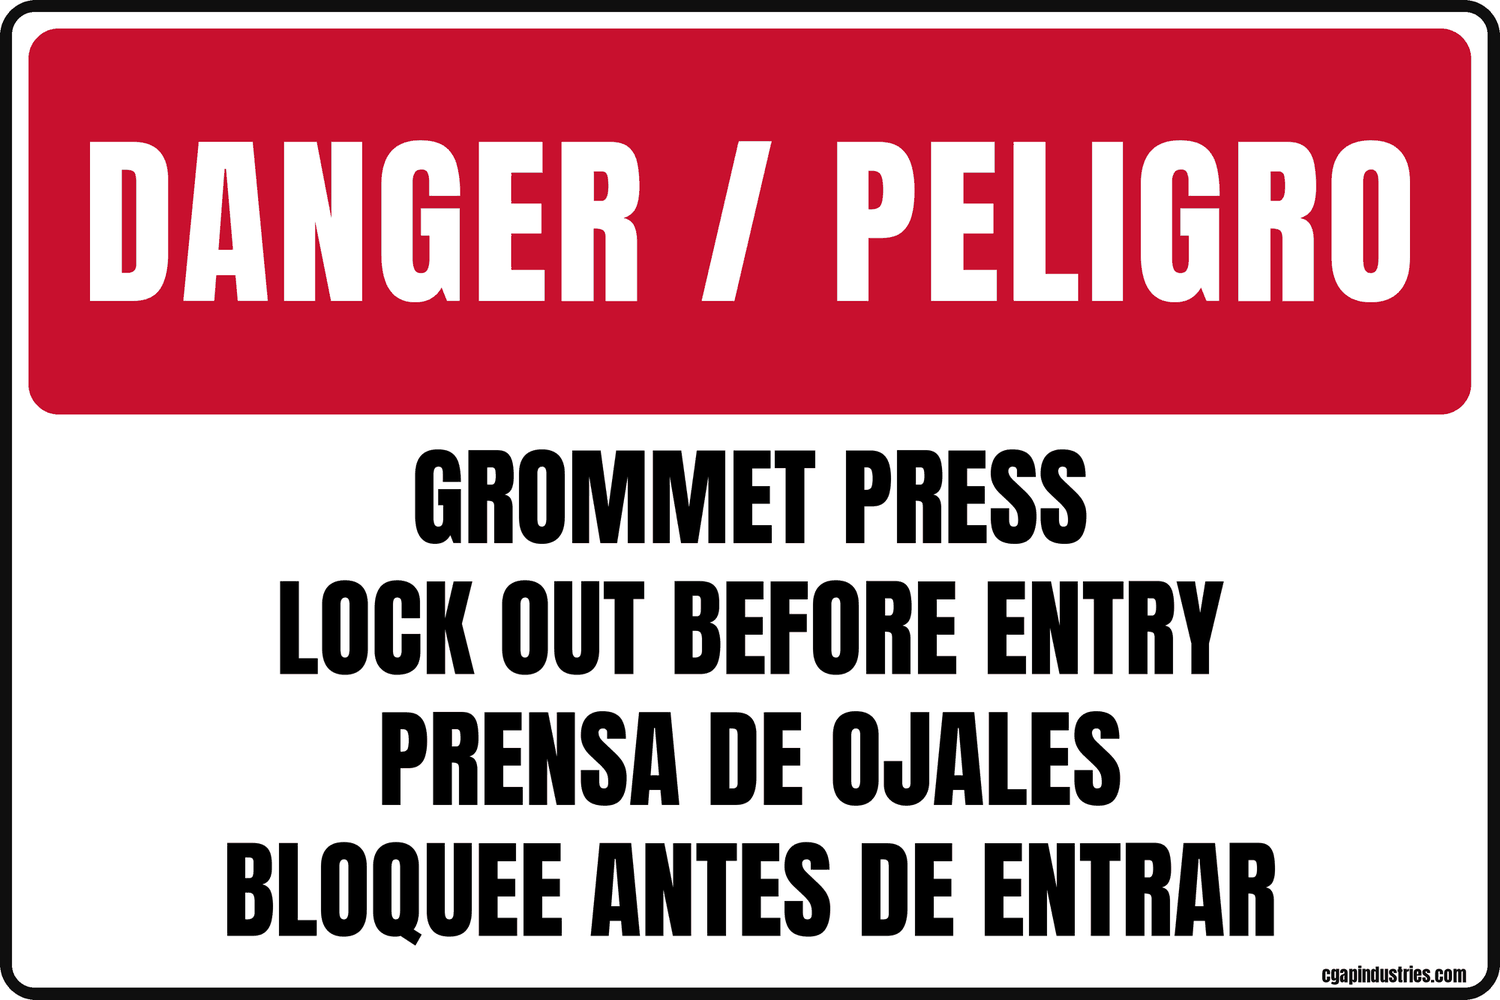 DANGER / PELIGRO
GROMMET PRESS
LOCK OUT BEFORE ENTRY
PRENSA DE OJALES
BLOQUEE ANTES DE ENTRAR
cgapindustries.com